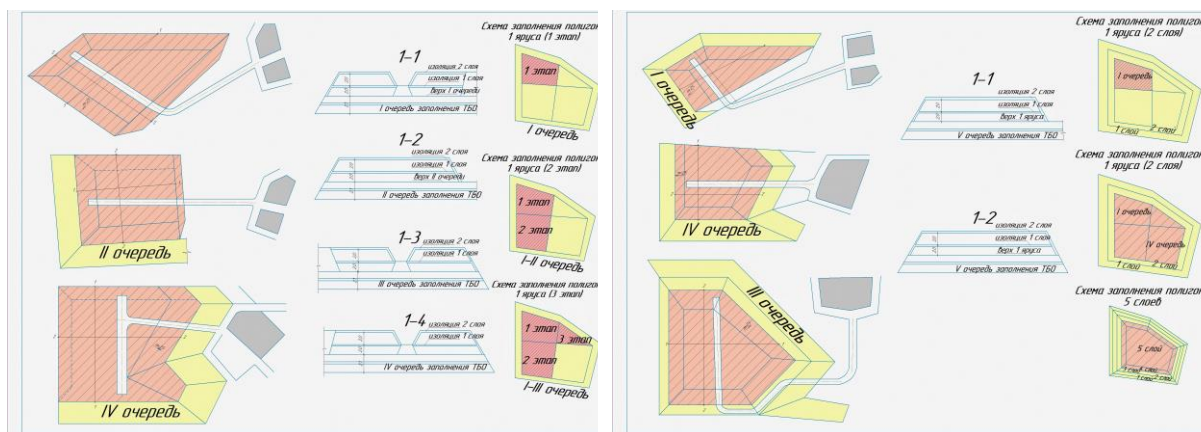 Схема заполнения полигон
1 яруса (1 этап)
1-1
изоляция 2 слоя
изоляция 1 слоя
Верх I очереди
I очередь заполнения ТБО
1 этап
I очередь
1-2
изоляция 2 слоя
изоляция 1 слоя
Верх II очереди
II очередь заполнения ТБО
Схема заполнения полигон
1 яруса (2 этап)
1 этап
2 этап
I-II очередь
II очередь
1-3
изоляция 2 слоя
изоляция 1 слоя
III очередь заполнения ТБО
Схема заполнения полигон
1 яруса (3 этап)
1-4
изоляция 2 слоя
изоляция 1 слоя
IV очередь заполнения ТБО
1 этап
3 этап
2 этап
I-III очередь
IV очередь
Схема заполнения полигон
1 яруса (2 слоя)
I очередь
1-1
изоляция 2 слоя
изоляция 1 слоя
Верх 1 яруса
V очередь заполнения ТБО
I очередь
1 слой 2 слой
Схема заполнения полигон
1 яруса (2 слоя)
IV очередь
I очередь
IV очередь
1 слой 2 слой
1-2
изоляция 2 слоя
изоляция 1 слоя
Верх 1 яруса
V очередь заполнения ТБО
III очередь
Схема заполнения полигон
5 слоев
5 слой